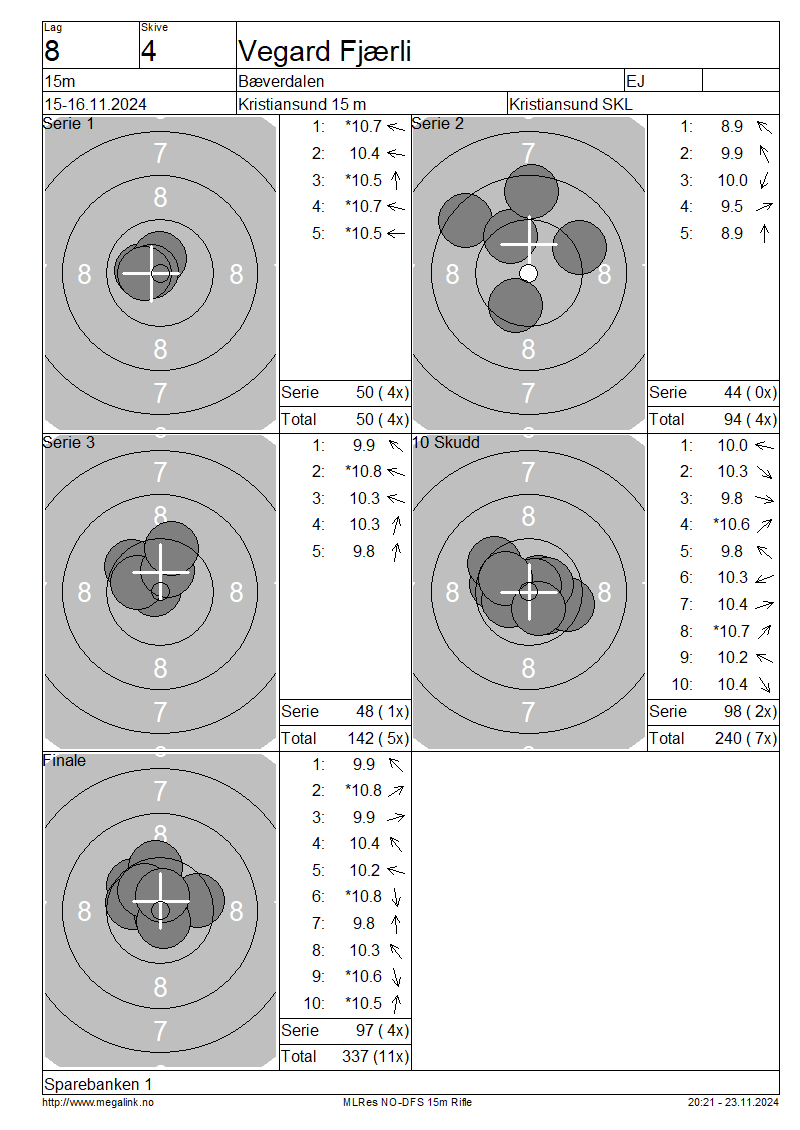 Lag
Skive
8
4
Vegard Fjærli
15m
Bæverdalen
EJ
15-16.11.2024
Kristiansund 15 m
Kristiansund SKL
Serie 1
7
8
8 8
8
7
1: *10.7
2: 10.4
3: *10.5
4: *10.7
5: *10.5
Serie 50 ( 4x)
Total 50 ( 4x)
Serie 2
7
8
8 8
8
7
1: 8.9
2: 9.9
3: 10.0
4: 9.5
5: 8.9
Serie 44 ( 0x)
Total 94 ( 4x)
Serie 3
7
8
8 8
8
7
1: 9.9
2: *10.8
3: 10.3
4: 10.3
5: 9.8
Serie 48 ( 1x)
Total 142 ( 5x)
10 Skudd
7
8
8 8
8
7
1: 10.0
2: 10.3
3: 9.8
4: *10.6
5: 9.8
6: 10.3
7: 10.4
8: *10.7
9: 10.2
10: 10.4
Serie 98 ( 2x)
Total 240 ( 7x)
Finale
7
8
8 8
8
7
1: 9.9
2: *10.8
3: 9.9
4: 10.4
5: 10.2
6: *10.8
7: 9.8
8: 10.3
9: *10.6
10: *10.5
Serie 97 ( 4x)
Total 337 (11x)
Sparebanken 1
http://www.megalink.no
MLRes NO-DFS 15m Rifle
20:21 - 23.11.2024